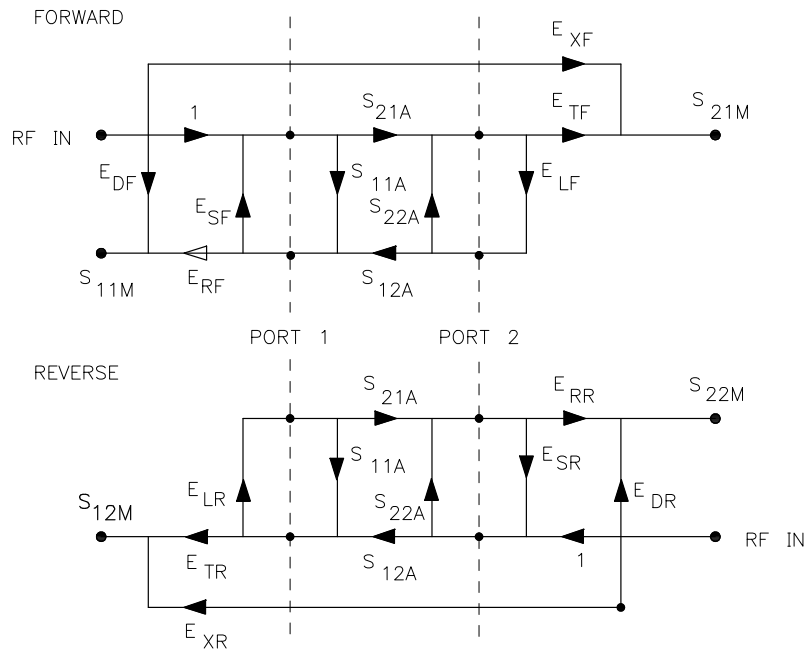 FORWARD
E XF
1
S 21A
E TF
S 21M
RF IN
E DF
E SF
S 11A
S 22A
E LF
S 11M
E RF
S 12A
PORT 1
PORT 2
REVERSE
S 21A
E RR
S 22M
S 11A
E SR
E LR
S 22A
E DR
S 12M
E TR
S 12A
1
RF IN
E XR